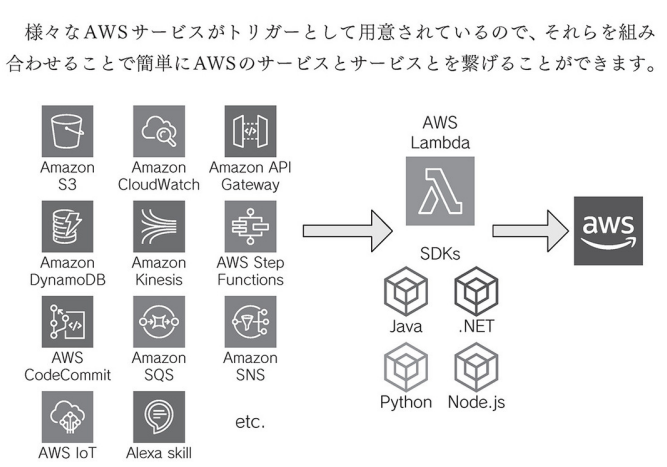 様々なAWSサービスがトリガーとして用意されているので、それらを組み
合わせることで簡単にAWSのサービスとサービスとを繋げることができます。
Amazon
S3
Amazon
CloudWatch
Amazon API
Gateway
Amazon
DynamoDB
Amazon
Kinesis
AWS Step
Functions
AWS
CodeCommit
Amazon
SQS
Amazon
SNS
AWS IoT
Alexa skill
etc.
AWS
Lambda
SDKs
Java
.NET
Python
Node.js
aws